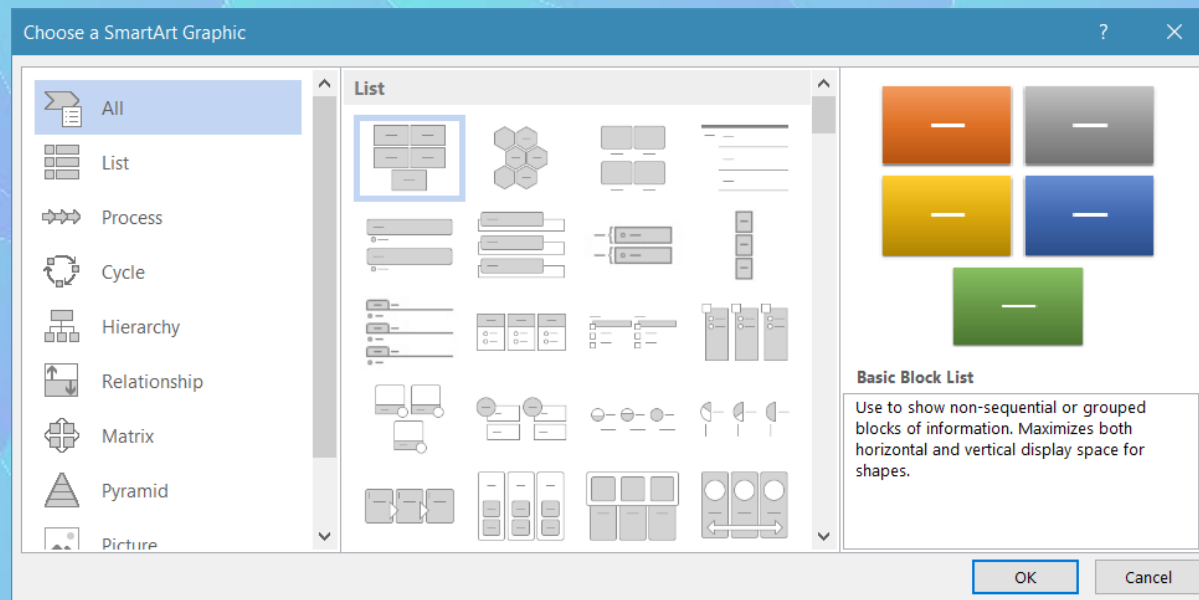 Choose a SmartArt Graphic
?
All
List
Process
Cycle
Hierarchy
Relationship
Matrix
Pyramid
Picture
List
Basic Block List
Use to show non-sequential or grouped
blocks of information. Maximizes both
horizontal and vertical display space for
shapes.
OK
Cancel